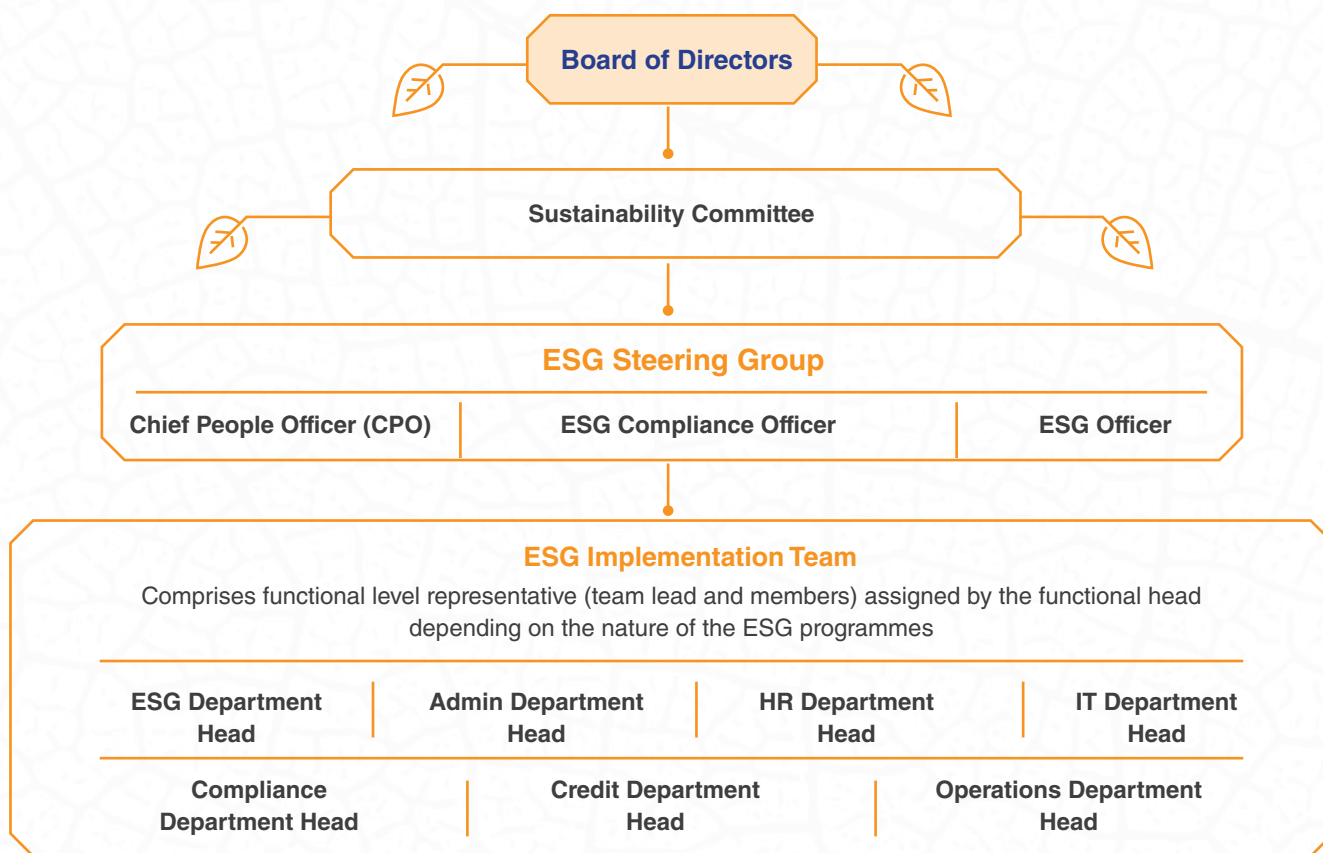 Board of Directors
Sustainability Committee
ESG Steering Group
Chief People Officer (CPO)
ESG Compliance Officer
ESG Officer
ESG Implementation Team
Comprises functional level representative (team lead and members) assigned by the functional head
depending on the nature of the ESG programmes
ESG Department
Head
Admin Department
Head
HR Department
Head
IT Department
Head
Compliance
Department Head
Credit Department
Head
Operations Department
Head